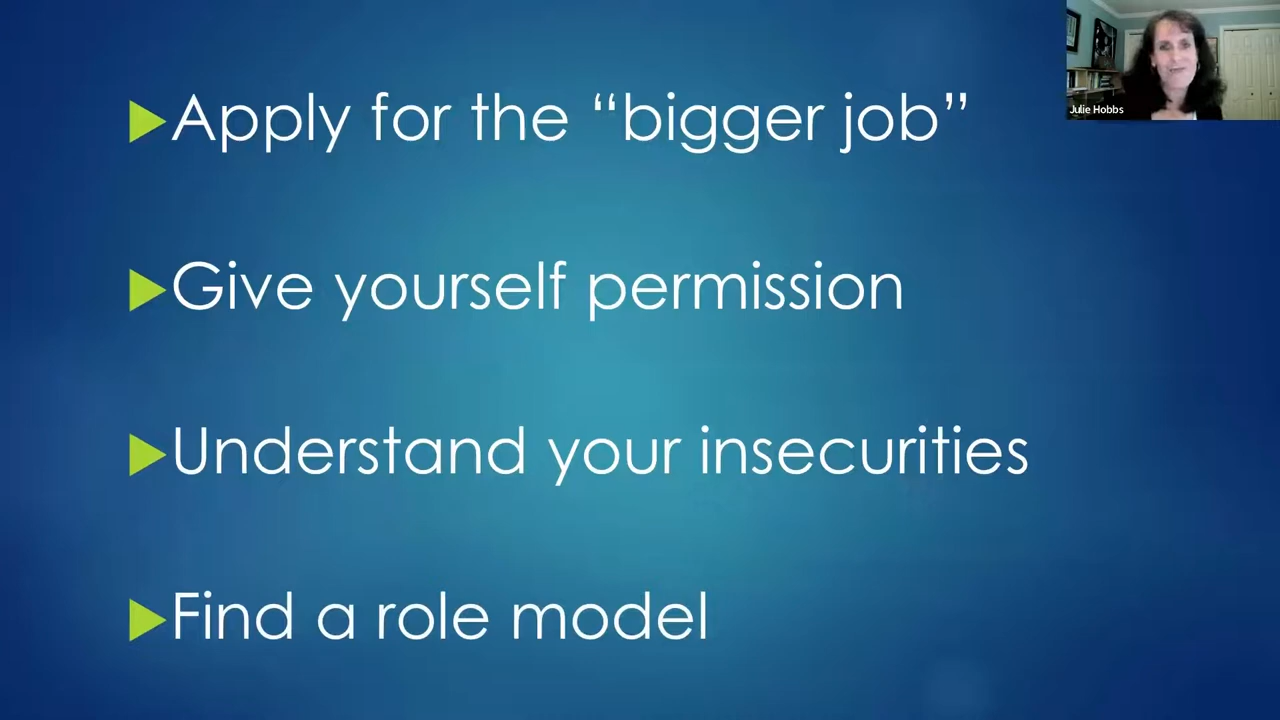 Apply for the “bigger job”
Julie Hobbs
Give yourself permission
Understand your insecurities
Find a role model